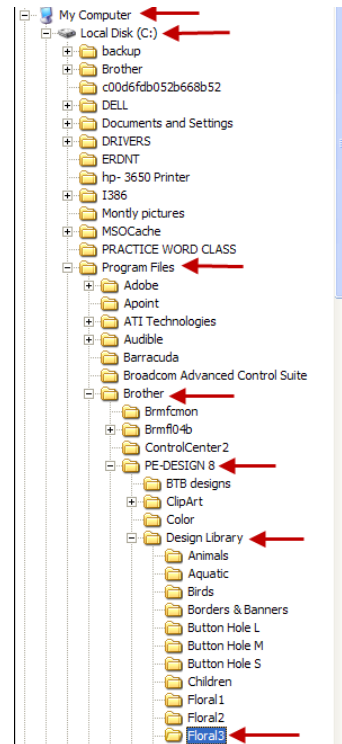 My Computer
Local Disk (C:)
backup
Brother
c00d6fdb052b668b52
DELL
Documents and Settings
DRIVERS
ERDNT
hp- 3650 Printer
I386
Montly pictures
MSOCache
PRACTICE WORD CLASS
Program Files
Adobe
Apoint
ATI Technologies
Audible
Barracuda
Broadcom Advanced Control Suite
Brother
Brmfcmon
Brmfl04b
ControlCenter2
PE-DESIGN 8
BTB designs
ClipArt
Color
Design Library
Animals
Aquatic
Birds
Borders & Banners
Button Hole L
Button Hole M
Button Hole S
Children
Floral1
Floral2
Floral3